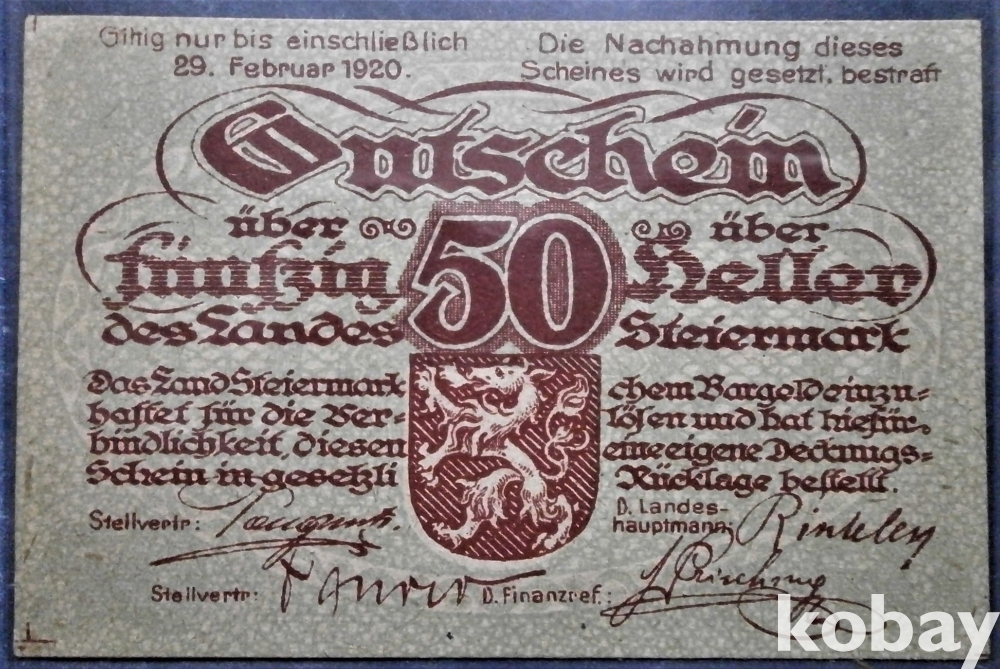 Giltig nur bis einschließlich
29. Februar 1920.
Die Nachahmung dieses
Scheines wird gesetzl. bestraft
Gutschein
über 50 über
fünfzig Heller
des Landes Steiermark
Das Land Steiermark
haftet für die Ver-
bindlichkeit, diesen
Schein in gesetzli
chem Bargeld einzu-
lösen und hat hiefür
eine eigene Deckungs-
Rücklage bestellt.
Stellvertr:
D. Landes-
hauptmann:
Rintelen
Stellvertr:
D. Finanzref.:
kobay